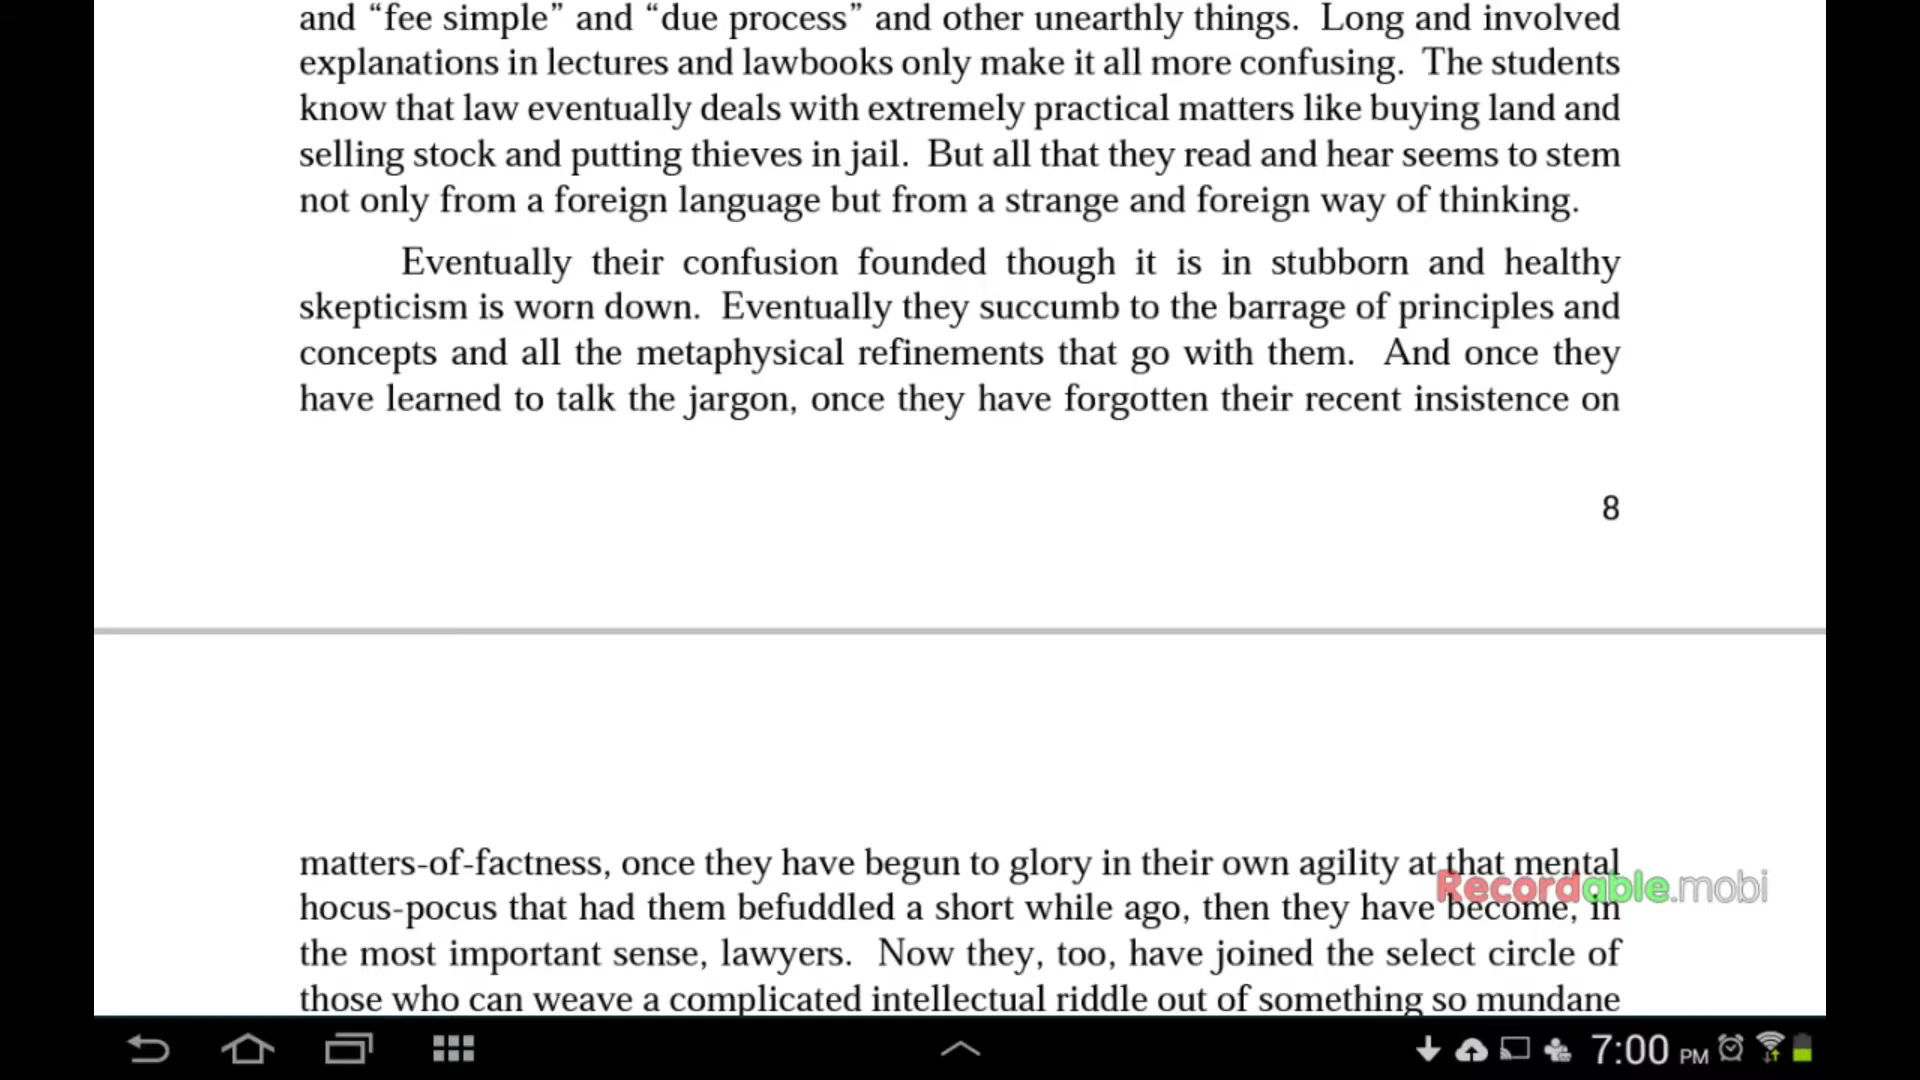 and “fee simple” and “due process” and other unearthly things.  Long and involved
explanations in lectures and lawbooks only make it all more confusing.  The students
know that law eventually deals with extremely practical matters like buying land and
selling stock and putting thieves in jail.  But all that they read and hear seems to stem
not only from a foreign language but from a strange and foreign way of thinking.
Eventually their confusion founded though it is in stubborn and healthy
skepticism is worn down.  Eventually they succumb to the barrage of principles and
concepts and all the metaphysical refinements that go with them.  And once they
have learned to talk the jargon, once they have forgotten their recent insistence on
8
matters-of-factness, once they have begun to glory in their own agility at that mental
Recordable.mobi
hocus-pocus that had them befuddled a short while ago, then they have become, in
the most important sense, lawyers.  Now they, too, have joined the select circle of
those who can weave a complicated intellectual riddle out of something so mundane
7:00 PM